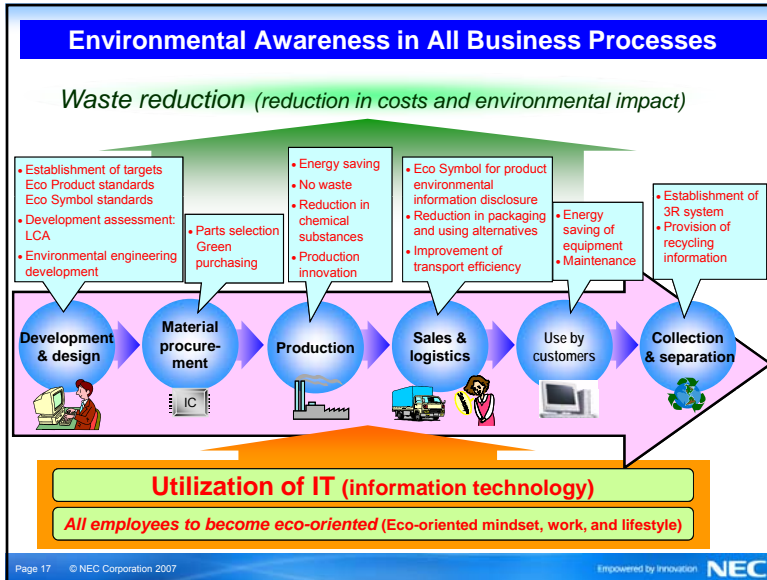 Environmental Awareness in All Business Processes
Waste reduction (reduction in costs and environmental impact)
• Establishment of targets
Eco Product standards
Eco Symbol standards
• Development assessment:
LCA
• Environmental engineering
development
• Parts selection
Green
purchasing
• Energy saving
• No waste
• Reduction in
chemical
substances
• Production
innovation
• Eco Symbol for product
environmental
information disclosure
• Reduction in packaging
and using alternatives
• Improvement of
transport efficiency
• Energy
saving of
equipment
• Maintenance
• Establishment of
3R system
• Provision of
recycling
information
Development
& design
Material
procure-
ment
Production
Sales &
logistics
Use by
customers
Collection
& separation
IC
Utilization of IT (information technology)
All employees to become eco-oriented (Eco-oriented mindset, work, and lifestyle)
Page 17 © NEC Corporation 2007
Empowered by Innovation NEC